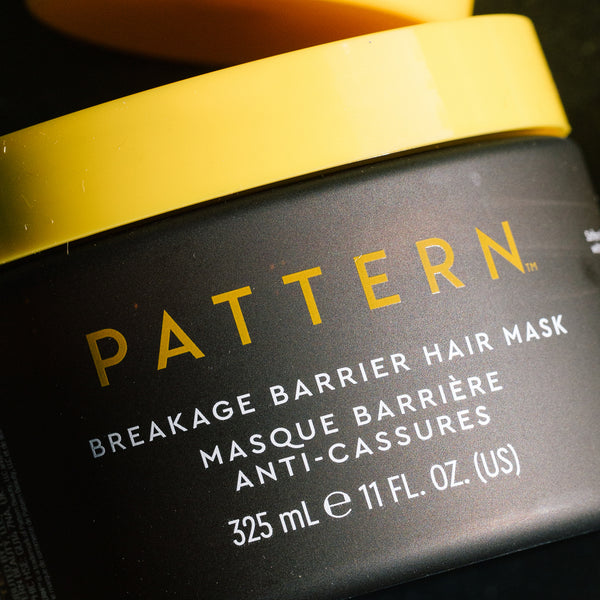 PATTERN™
BREAKAGE BARRIER HAIR MASK
MASQUE BARRIÈRE
ANTI-CASSURES
325 mL ℮ 11 FL. OZ. (US)